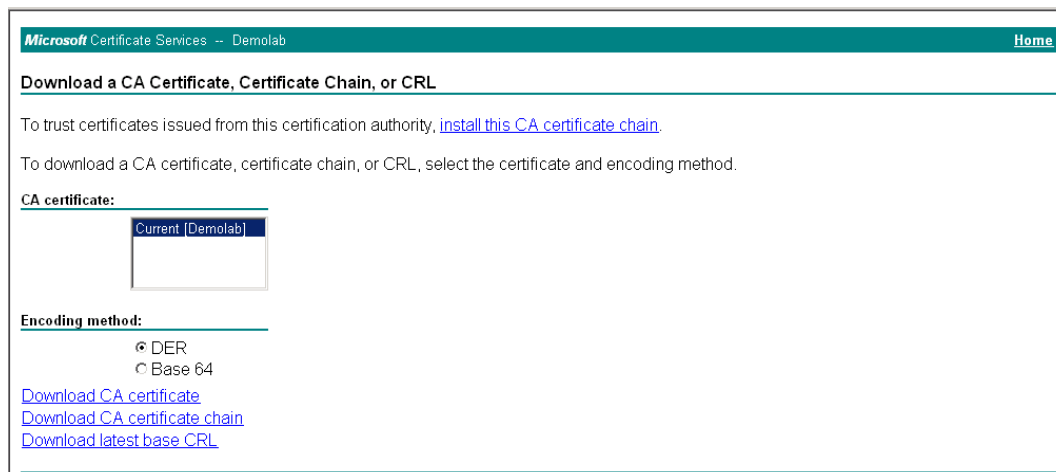 Microsoft Certificate Services -- Demolab Home
Download a CA Certificate, Certificate Chain, or CRL
To trust certificates issued from this certification authority, install this CA certificate chain.
To download a CA certificate, certificate chain, or CRL, select the certificate and encoding method.
CA certificate:
Current [Demolab]
Encoding method:
DER
Base 64
Download CA certificate
Download CA certificate chain
Download latest base CRL